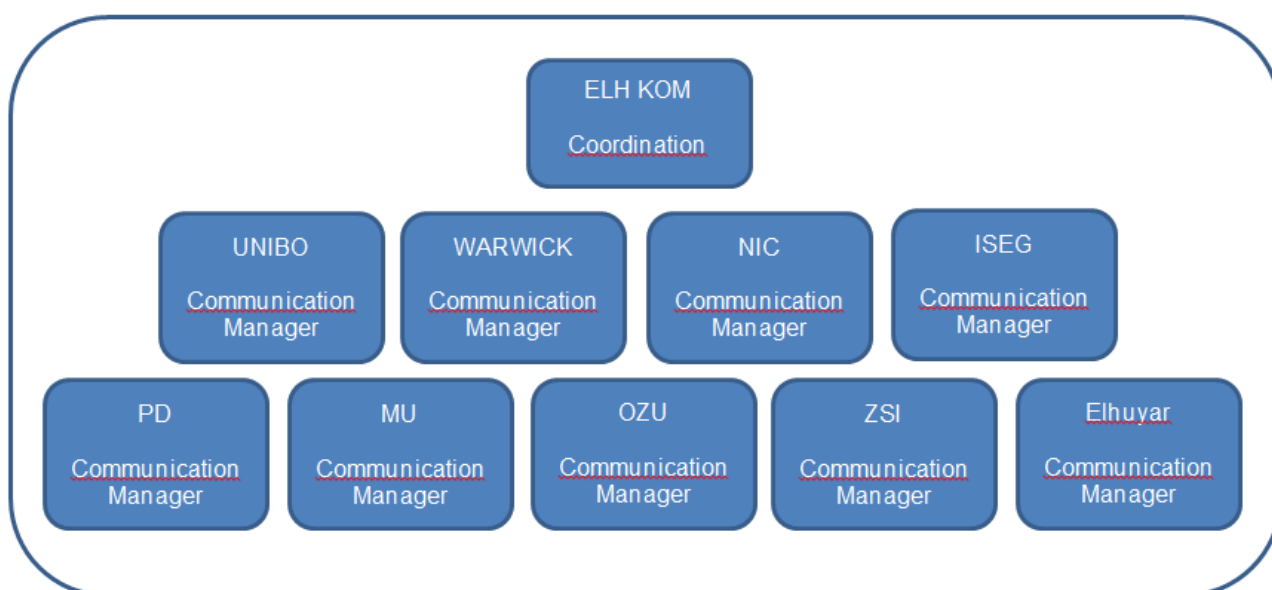 ELH KOM
Coordination
UNIBO
Communication
Manager
WARWICK
Communication
Manager
NIC
Communication
Manager
ISEG
Communication
Manager
PD
Communication
Manager
MU
Communication
Manager
OZU
Communication
Manager
ZSI
Communication
Manager
Elhuyar
Communication
Manager